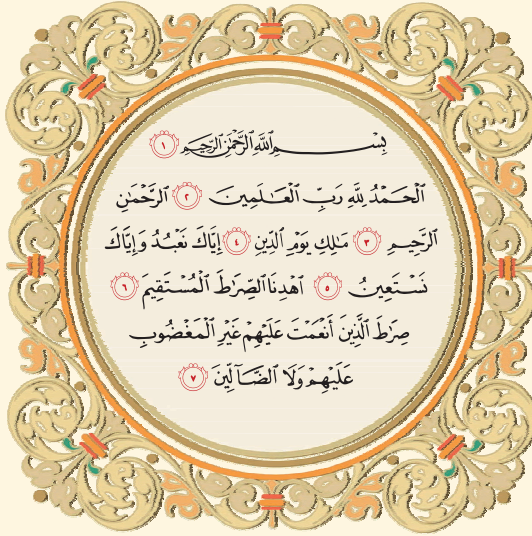 بِسْمِ ٱللَّهِ ٱلرَّحْمَٰنِ ٱلرَّحِيمِ ١
ٱلْحَمْدُ لِلَّهِ رَبِّ ٱلْعَٰلَمِينَ ٢ ٱلرَّحْمَٰنِ
ٱلرَّحِيمِ ٣ مَٰلِكِ يَوْمِ ٱلدِّينِ ٤ إِيَّاكَ نَعْبُدُ وَإِيَّاكَ
نَسْتَعِينُ ٥ ٱهْدِنَا ٱلصِّرَٰطَ ٱلْمُسْتَقِيمَ ٦
صِرَٰطَ ٱلَّذِينَ أَنْعَمْتَ عَلَيْهِمْ غَيْرِ ٱلْمَغْضُوبِ
عَلَيْهِمْ وَلَا ٱلضَّآلِّينَ ٧